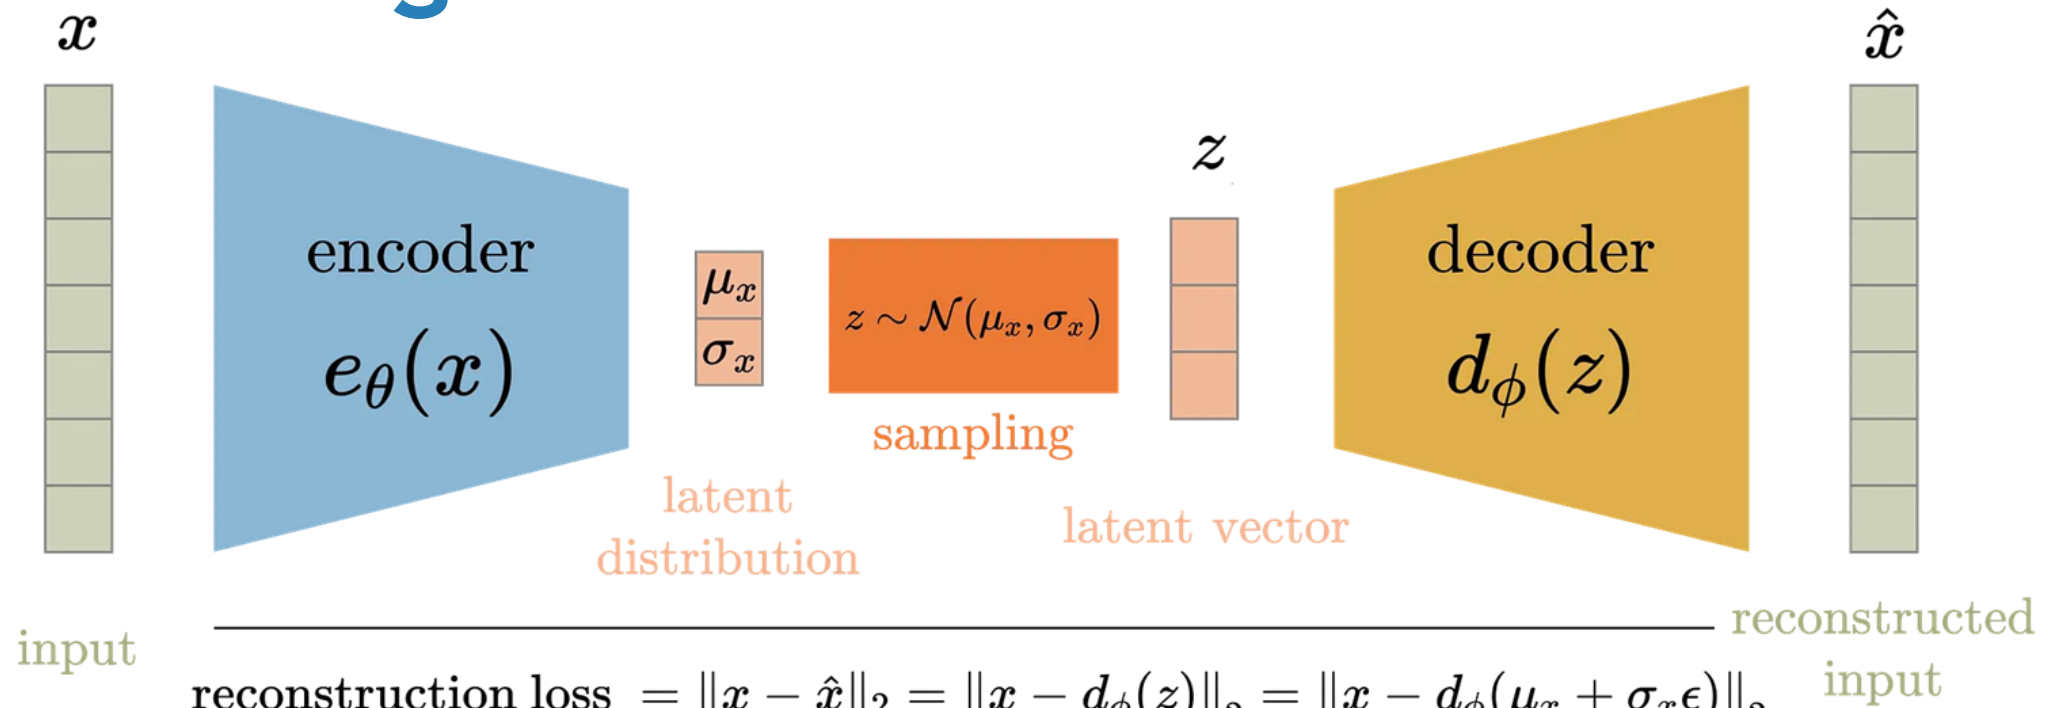 x
x̂
z
encoder
e_θ(x)
μ_x
σ_x
z ∼ 𝒩(μ_x, σ_x)
decoder
d_ϕ(z)
sampling
latent
distribution
latent vector
input
reconstructed
input
reconstruction loss = ‖x − x̂‖₂ = ‖x − d_ϕ(z)‖₂ = ‖x − d_ϕ(μ_x + σ_xϵ)‖₂